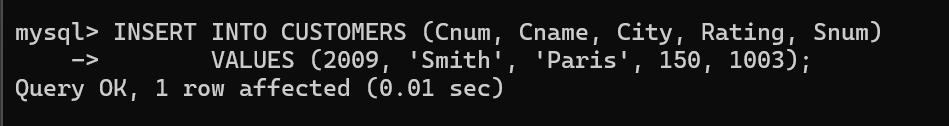 mysql> INSERT INTO CUSTOMERS (Cnum, Cname, City, Rating, Snum)
    ->        VALUES (2009, 'Smith', 'Paris', 150, 1003);
Query OK, 1 row affected (0.01 sec)